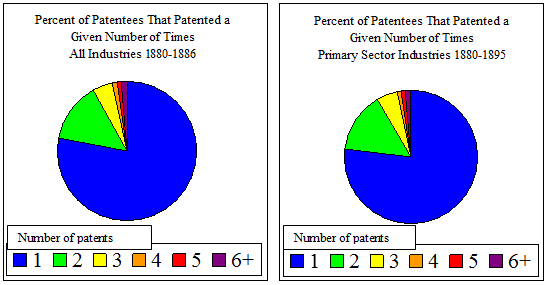 Percent of Patentees That Patented a
Given Number of Times
All Industries 1880-1886
Number of patents
1 2 3 4 5 6+
Percent of Patentees That Patented a
Given Number of Times
Primary Sector Industries 1880-1895
Number of patents
1 2 3 4 5 6+